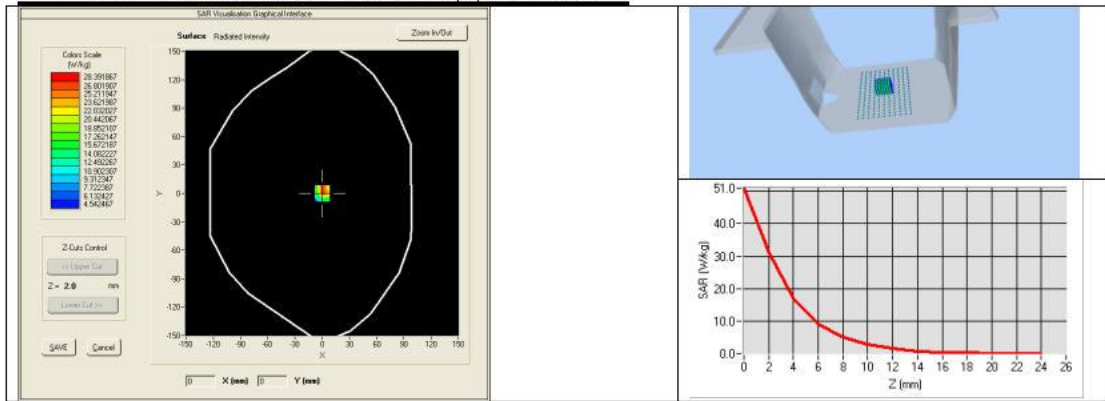 SAR Visualisation Graphical Interface
Surface Radiated Intensity
Zoom In/Out
Colors Scale
(W/kg)
28.391867
26.801907
25.211947
23.621987
22.032027
20.442067
18.852107
17.262147
15.672187
14.082227
12.492267
10.902307
9.312347
7.722387
6.132427
4.542467
Z-Cuts Control
<< Upper Cut
Z = 2.0 mm
Lower Cut >>
SAVE Cancel
150
120
90
60
30
0
-30
-60
-90
-120
-150
Y
-150 -120 -90 -60 -30 0 30 60 90 120 150
X
0 X (mm) 0 Y (mm)
51.0
40.0
30.0
20.0
10.0
0.0
SAR (W/kg)
0 2 4 6 8 10 12 14 16 18 20 22 24 26
Z (mm)